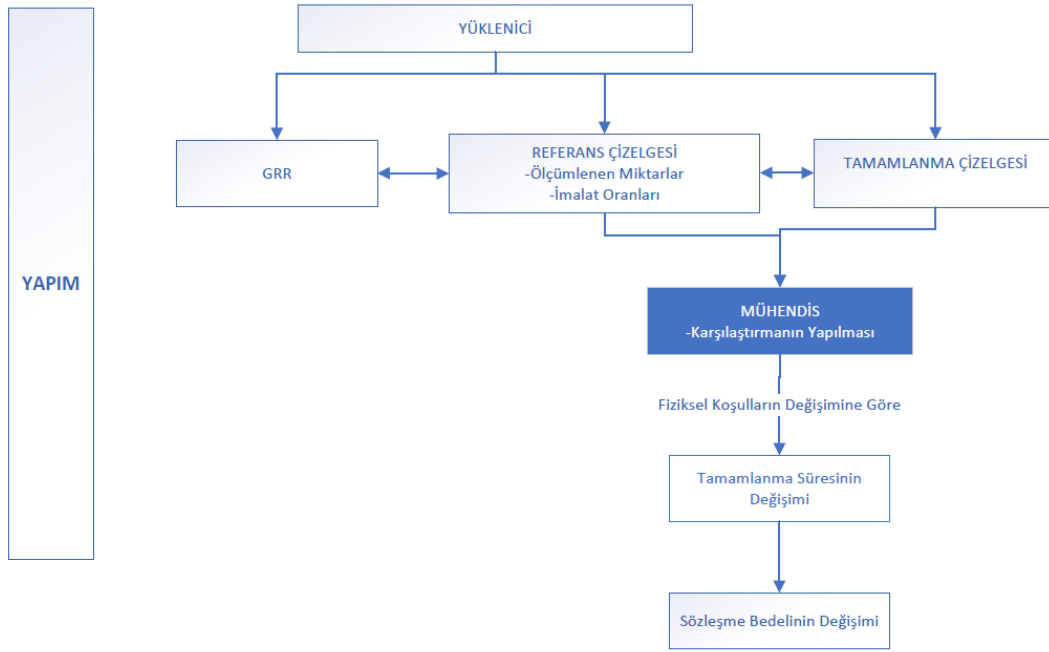 YAPIM
YÜKLENİCİ
GRR
REFERANS ÇİZELGESİ
-Ölçümlenen Miktarlar
-İmalat Oranları
TAMAMLANMA ÇİZELGESİ
MÜHENDİS
-Karşılaştırmanın Yapılması
Fiziksel Koşulların Değişimine Göre
Tamamlanma Süresinin
Değişimi
Sözleşme Bedelinin Değişimi